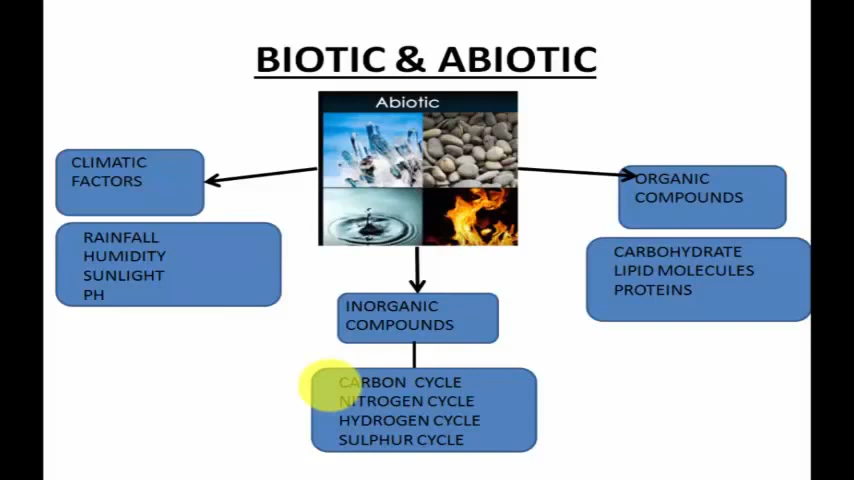 BIOTIC & ABIOTIC
Abiotic
CLIMATIC
FACTORS
RAINFALL
HUMIDITY
SUNLIGHT
PH
INORGANIC
COMPOUNDS
CARBON CYCLE
NITROGEN CYCLE
HYDROGEN CYCLE
SULPHUR CYCLE
ORGANIC
COMPOUNDS
CARBOHYDRATE
LIPID MOLECULES
PROTEINS